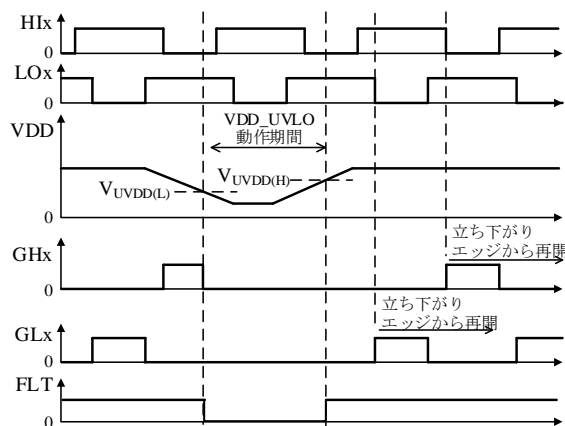 HIx
0
LOx
0
VDD_UVLO
動作期間
VDD
VUVDD(H)
VUVDD(L)
0
立ち下がり
エッジから再開
GHx
0
立ち下がり
エッジから再開
GLx
0
FLT
0